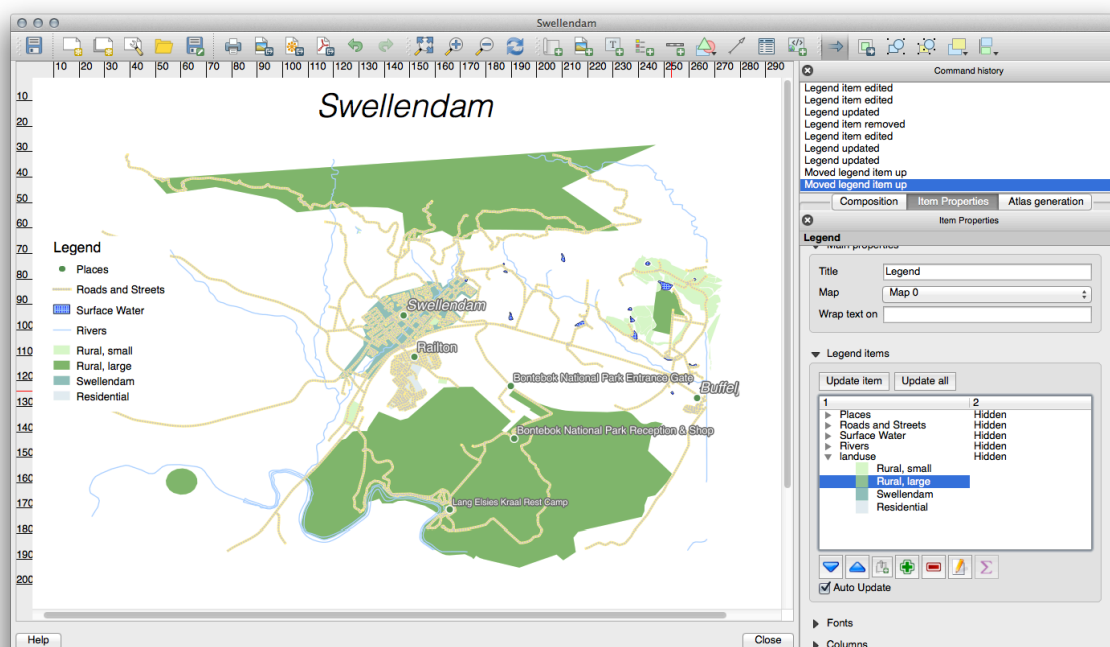 Swellendam
10 20 30 40 50 60 70 80 90 100 110 120 130 140 150 160 170 180 190 200 210 220 230 240 250 260 270 280 290
10
20
30
40
50
60
70
80
90
100
110
120
130
140
150
160
170
180
190
200
Swellendam
Legend
Places
Roads and Streets
Surface Water
Rivers
Rural, small
Rural, large
Swellendam
Residential
Swellendam
Railton
Bontebok National Park Entrance Gate
Buffelj
Bontebok National Park Reception & Shop
Lang Elsies Kraal Rest Camp
Help
Close
Command history
Legend item edited
Legend item edited
Legend updated
Legend item removed
Legend item edited
Legend updated
Legend updated
Moved legend item up
Moved legend item up
Composition Item Properties Atlas generation
Item Properties
Legend
Main properties
Title Legend
Map Map 0
Wrap text on
Legend items
Update item Update all
1 2
Places Hidden
Roads and Streets Hidden
Surface Water Hidden
Rivers Hidden
landuse Hidden
Rural, small
Rural, large
Swellendam
Residential
Σ
Auto Update
Fonts
Columns